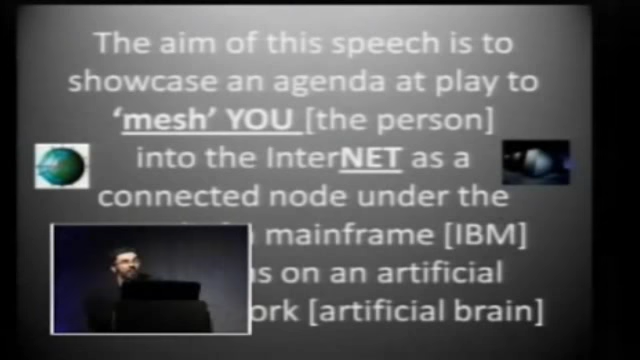 The aim of this speech is to
showcase an agenda at play to
‘mesh’ YOU [the person]
into the InterNET as a
connected node under the
mainframe [IBM]
on an artificial
[artificial brain]